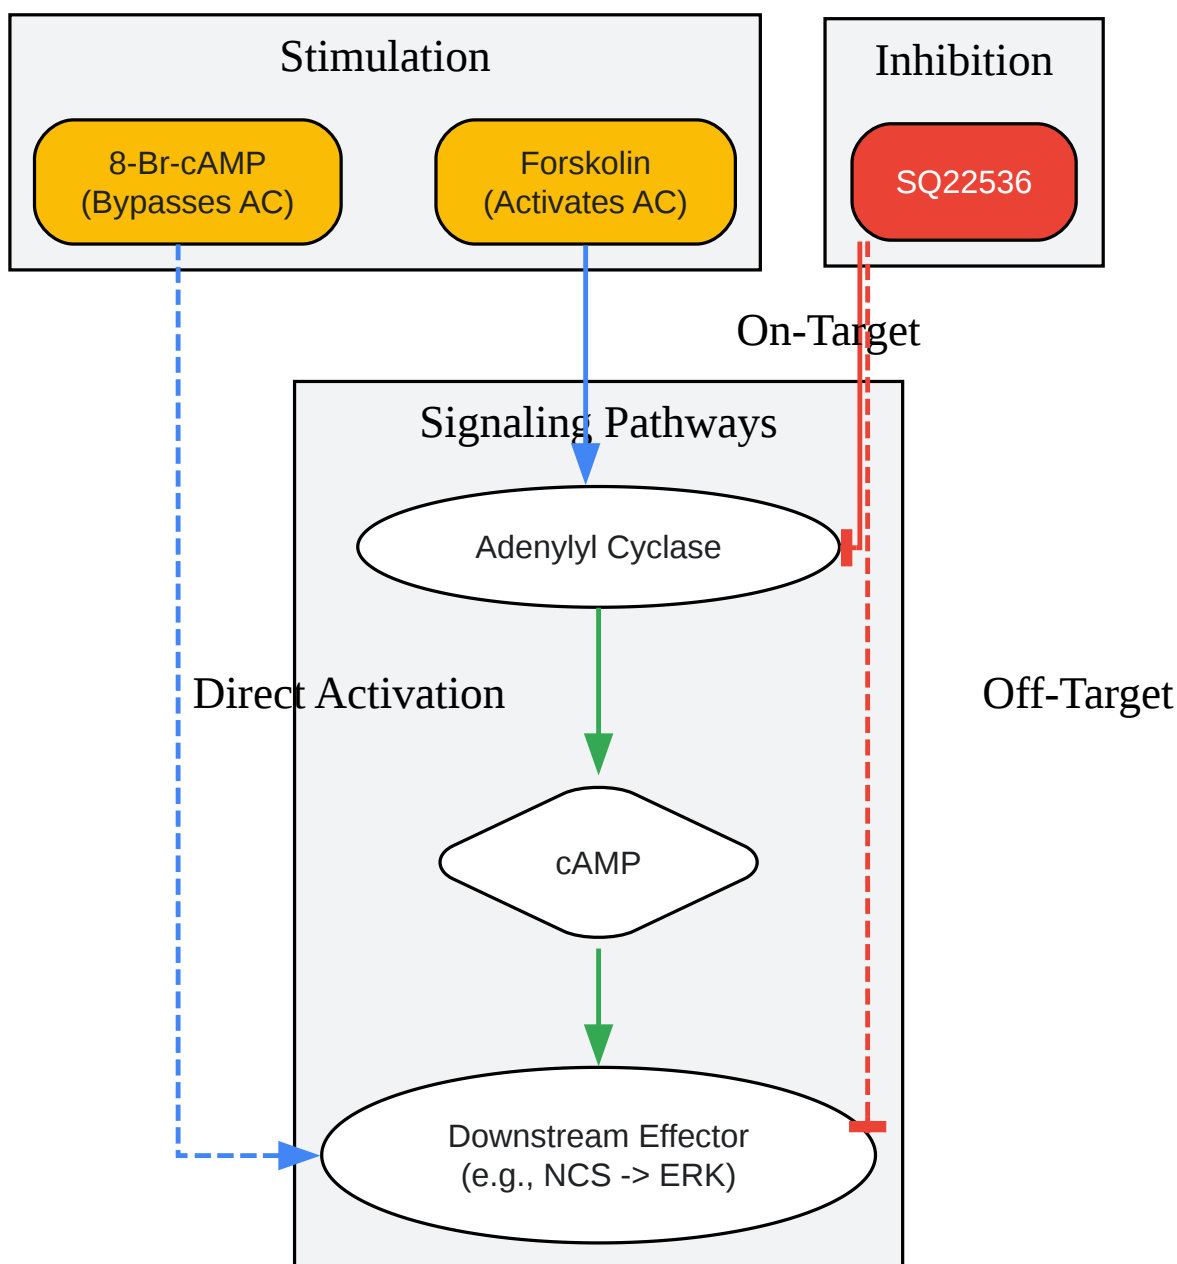 Stimulation
Inhibition
8-Br-cAMP
(Bypasses AC)
Forskolin
(Activates AC)
SQ22536
On-Target
Signaling Pathways
Adenylyl Cyclase
Direct Activation
Off-Target
cAMP
Downstream Effector
(e.g., NCS -> ERK)